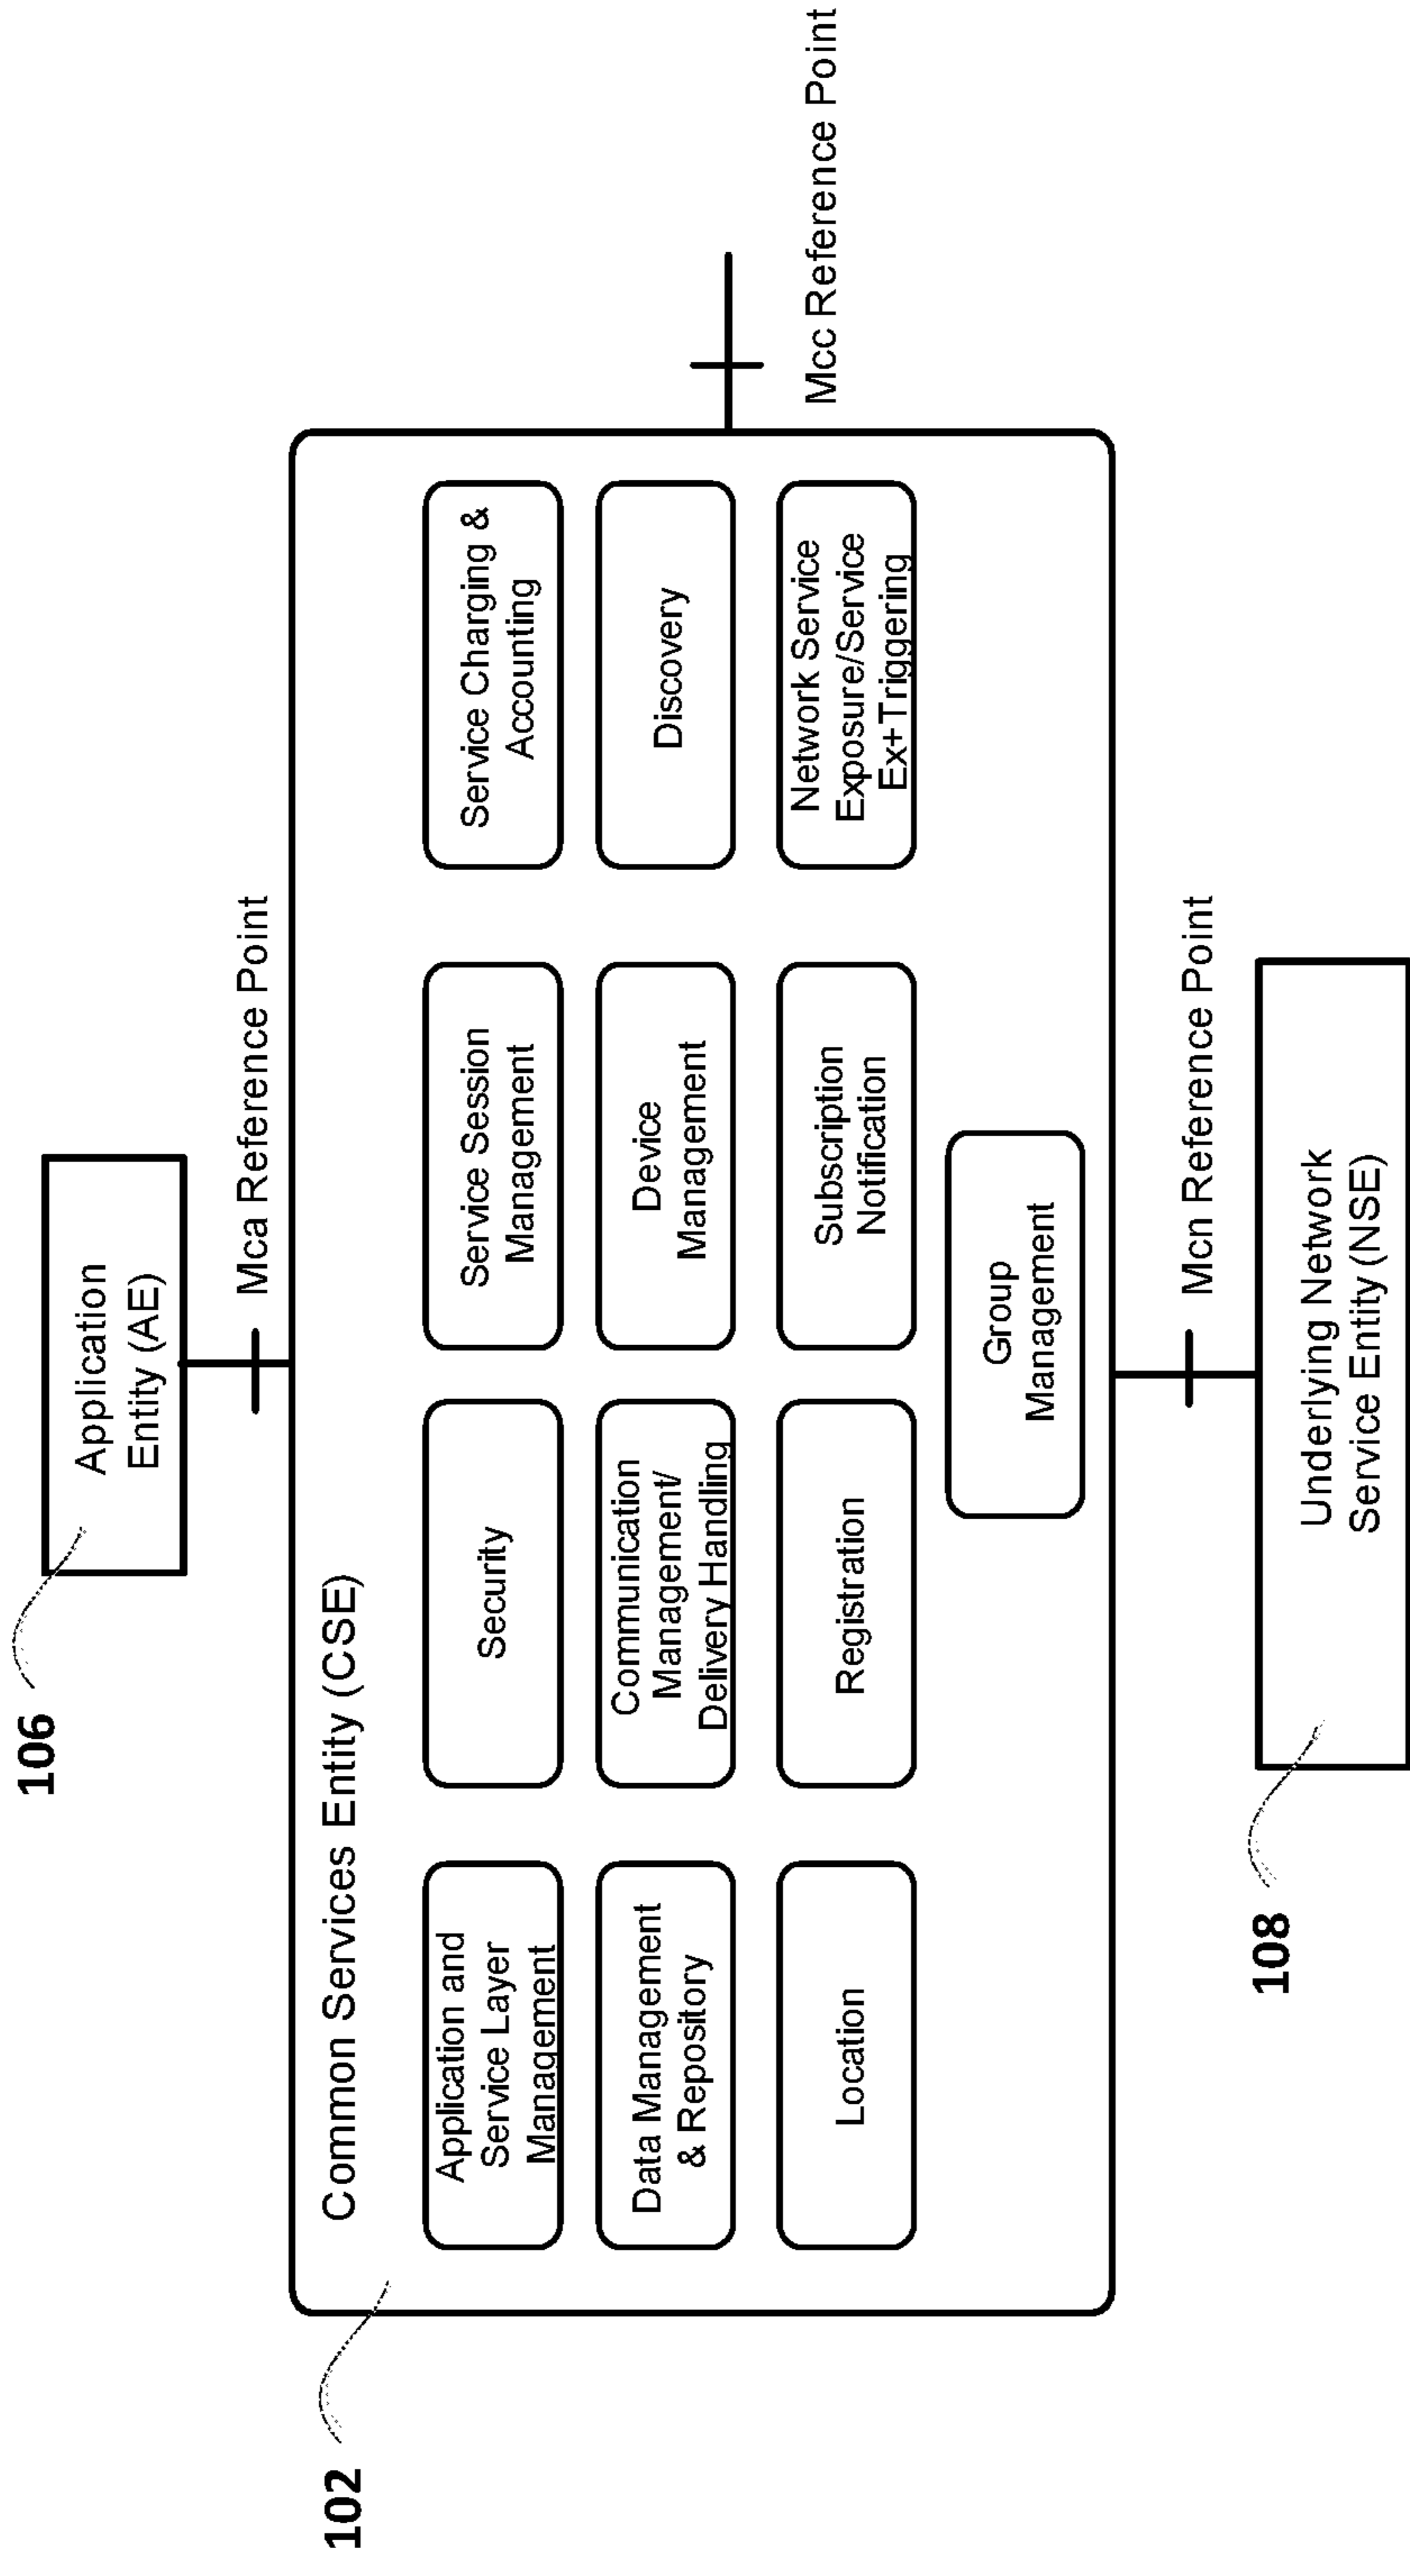 106
Application
Entity (AE)
Mca Reference Point
102
Common Services Entity (CSE)
Application and
Service Layer
Management
Security
Service Session
Management
Service Charging &
Accounting
Data Management
& Repository
Communication
Management/
Delivery Handling
Device
Management
Discovery
Location
Registration
Subscription
Notification
Network Service
Exposure/Service
Ex+Triggering
Group
Management
Mcc Reference Point
Mcn Reference Point
108
Underlying Network
Service Entity (NSE)